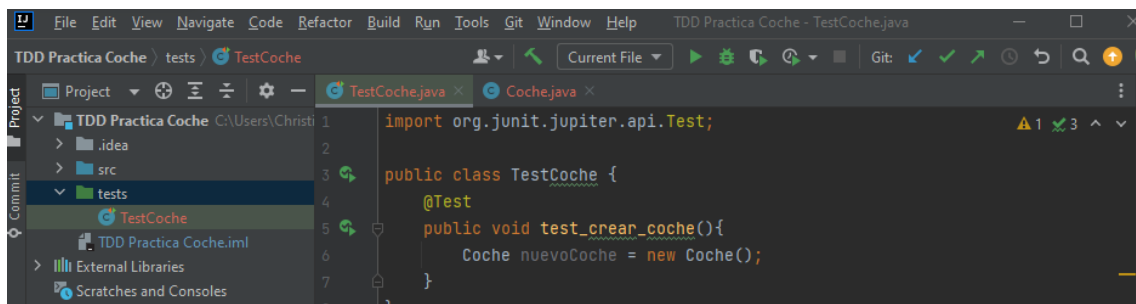 IJ File Edit View Navigate Code Refactor Build Run Tools Git Window Help TDD Practica Coche - TestCoche.java
TDD Practica Coche tests TestCoche Current File Git:
Project TestCoche.java Coche.java
Project
Commit
TDD Practica Coche C:\Users\Christi
.idea
src
tests
TestCoche
TDD Practica Coche.iml
External Libraries
Scratches and Consoles
1 import org.junit.jupiter.api.Test;
2
3 public class TestCoche {
4 @Test
5 public void test_crear_coche(){
6 Coche nuevoCoche = new Coche();
7 }
1 3